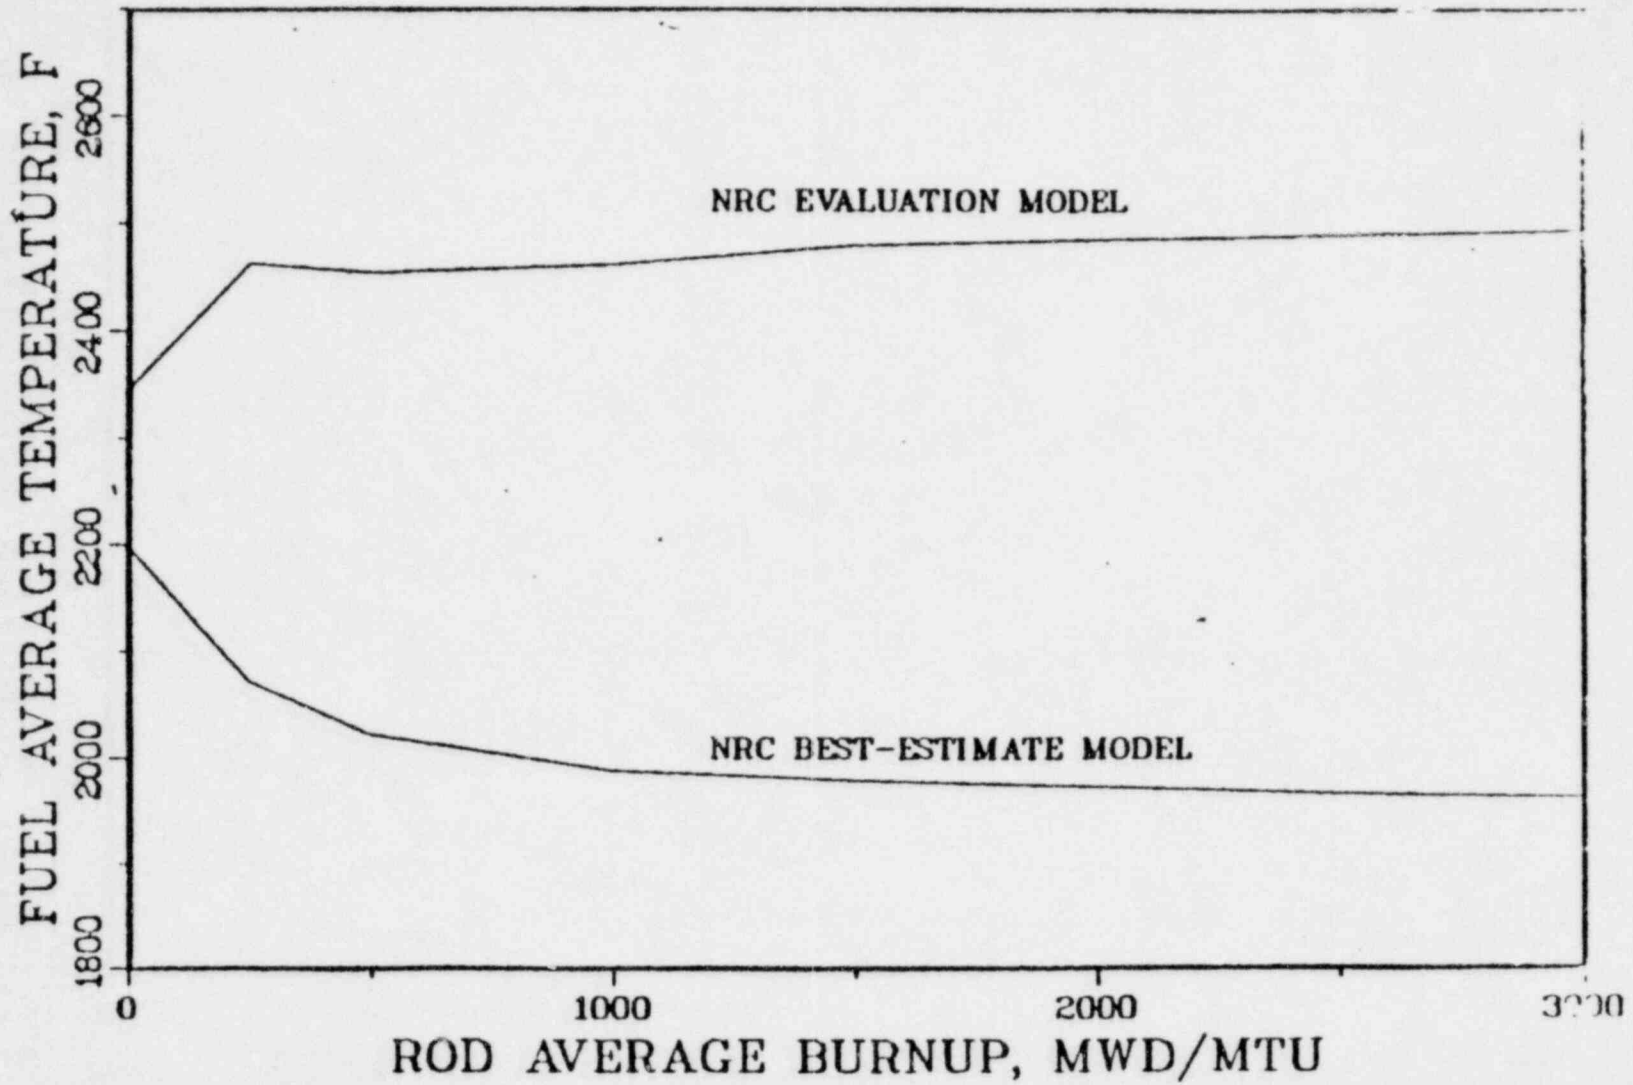 FUEL AVERAGE TEMPERATURE, F
2600
2400
2200
2000
1800
NRC EVALUATION MODEL
NRC BEST-ESTIMATE MODEL
0 1000 2000
ROD AVERAGE BURNUP, MWD/MTU